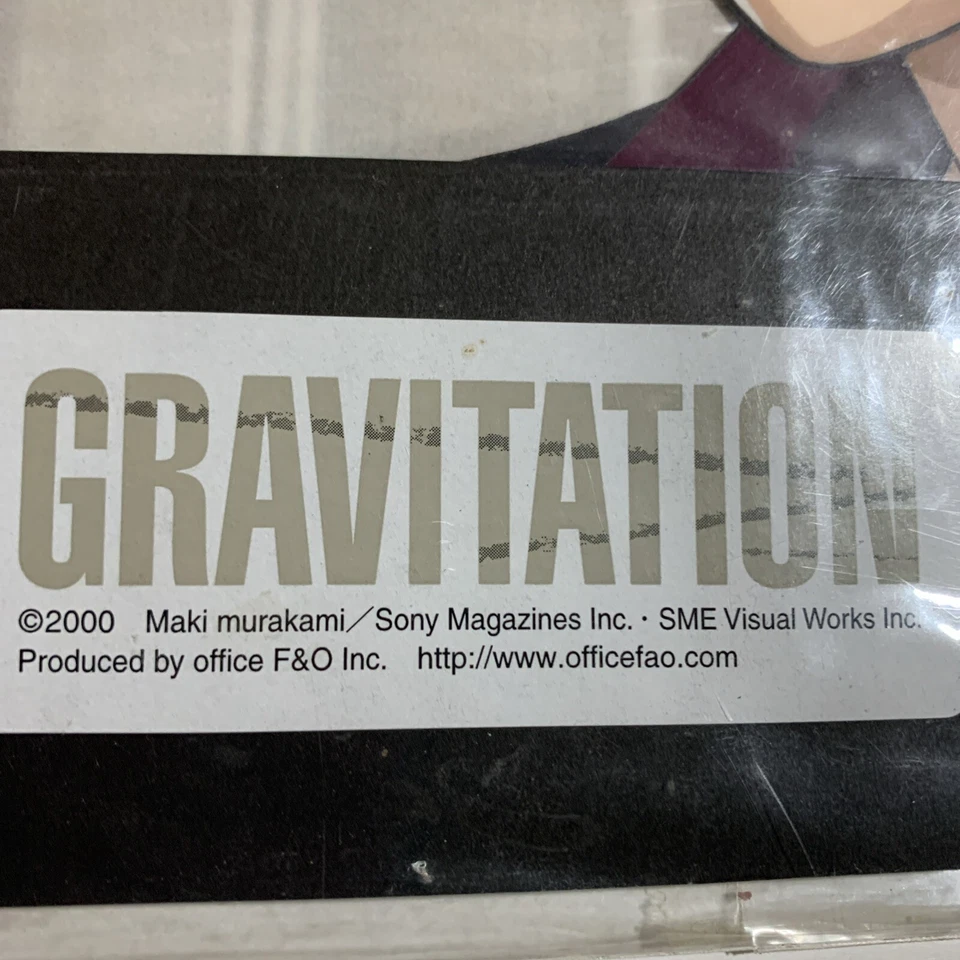 GRAVITATION
©2000 Maki murakami／Sony Magazines Inc.・SME Visual Works Inc.
Produced by office F&O Inc. http://www.officefao.com